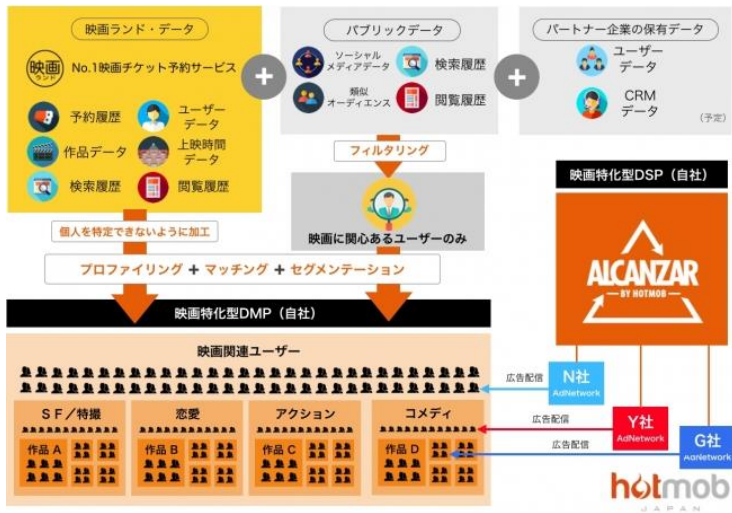 映画ランド・データ
映画
ランド
No.1映画チケット予約サービス
予約履歴
ユーザー
データ
作品データ
上映時間
データ
検索履歴
閲覧履歴
+
パブリックデータ
ソーシャル
メディアデータ
検索履歴
類似
オーディエンス
閲覧履歴
+
パートナー企業の保有データ
ユーザー
データ
CRM
データ
(予定)
フィルタリング
映画に関心あるユーザーのみ
個人を特定できないように加工
プロファイリング + マッチング + セグメンテーション
映画特化型DMP(自社)
映画関連ユーザー
SF/特撮
恋愛
アクション
コメディ
作品 A
作品 B
作品 C
作品 D
映画特化型DSP(自社)
ALCANZAR
BY HOTMOB
広告配信
N社
AdNetwork
広告配信
Y社
AdNetwork
広告配信
G社
AdNetwork
hotmob
JAPAN